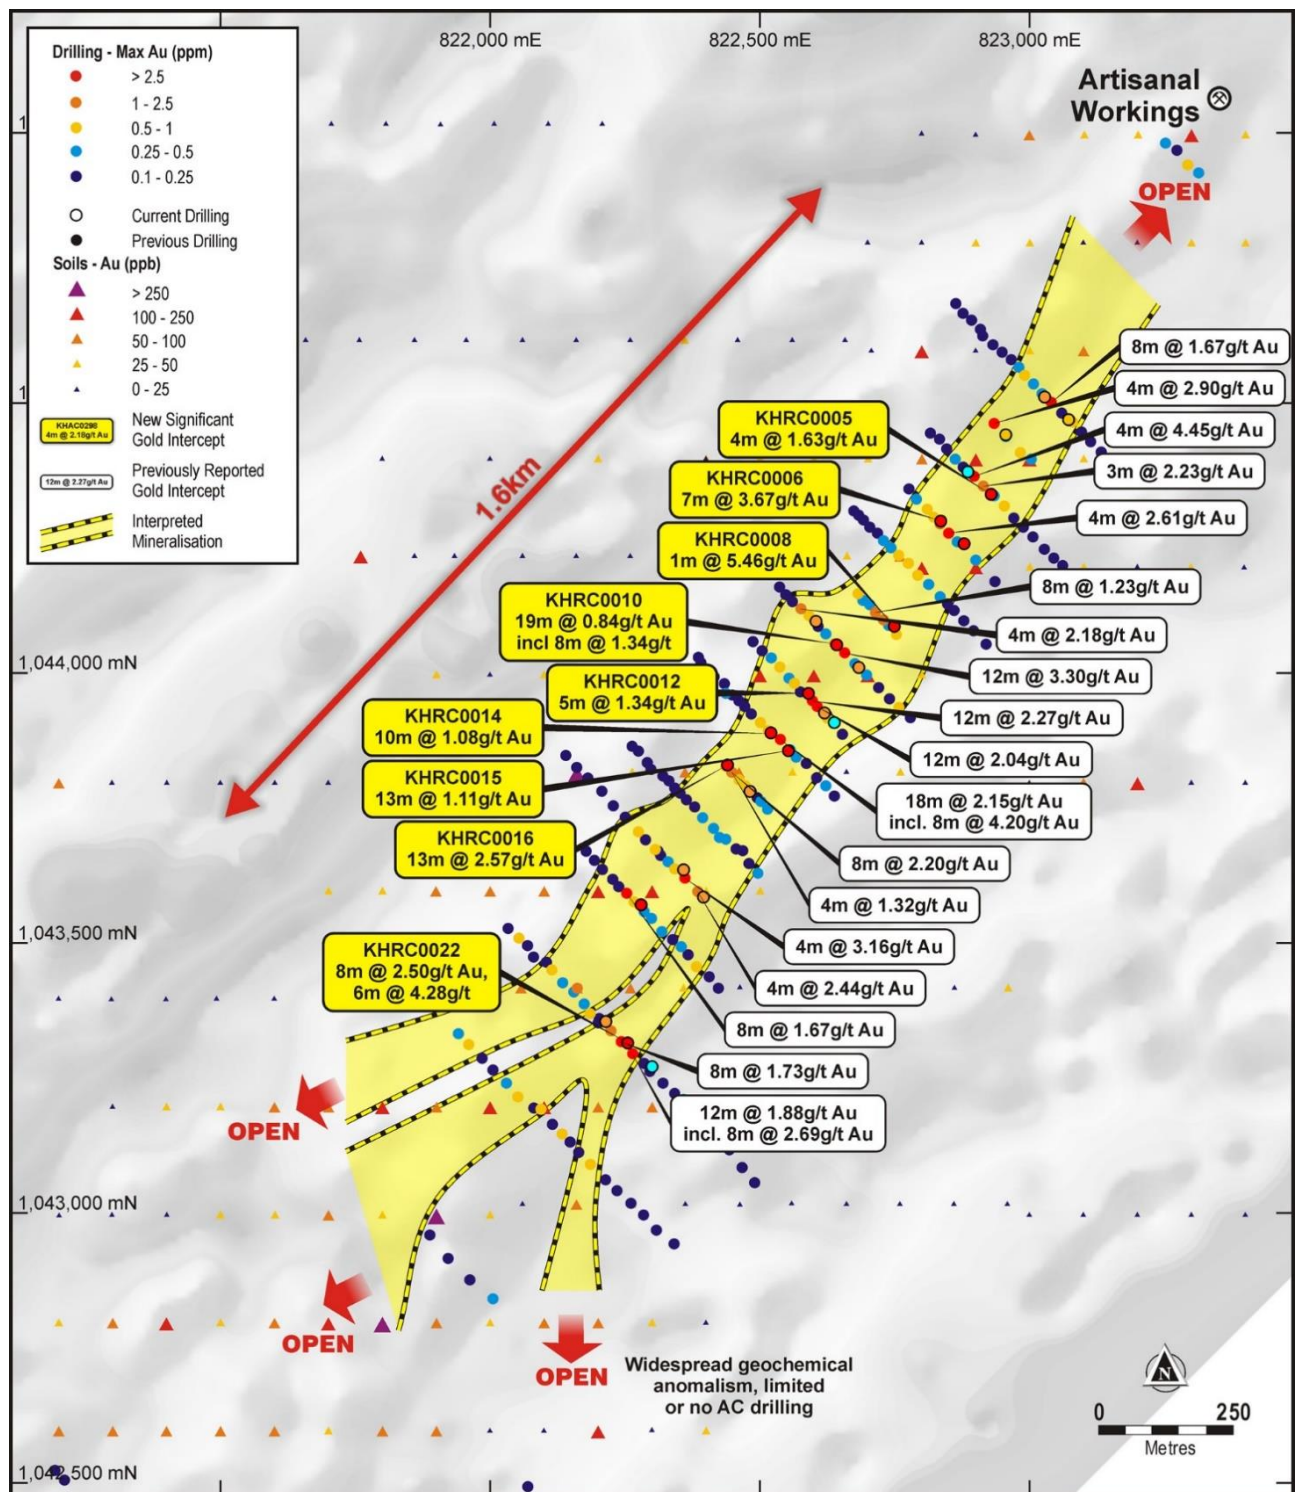 822,000 mE
822,500 mE
823,000 mE
Drilling - Max Au (ppm)
> 2.5
1 - 2.5
0.5 - 1
0.25 - 0.5
0.1 - 0.25
Current Drilling
Previous Drilling
Soils - Au (ppb)
> 250
100 - 250
50 - 100
25 - 50
0 - 25
KHAC0298
4m @ 2.18g/t Au
New Significant
Gold Intercept
12m @ 2.27g/t Au
Previously Reported
Gold Intercept
Interpreted
Mineralisation
Artisanal
Workings
OPEN
1.6km
8m @ 1.67g/t Au
4m @ 2.90g/t Au
KHRC0005
4m @ 1.63g/t Au
4m @ 4.45g/t Au
3m @ 2.23g/t Au
KHRC0006
7m @ 3.67g/t Au
4m @ 2.61g/t Au
KHRC0008
1m @ 5.46g/t Au
8m @ 1.23g/t Au
KHRC0010
19m @ 0.84g/t Au
incl 8m @ 1.34g/t
4m @ 2.18g/t Au
1,044,000 mN
12m @ 3.30g/t Au
KHRC0012
5m @ 1.34g/t Au
12m @ 2.27g/t Au
KHRC0014
10m @ 1.08g/t Au
12m @ 2.04g/t Au
KHRC0015
13m @ 1.11g/t Au
18m @ 2.15g/t Au
incl. 8m @ 4.20g/t Au
KHRC0016
13m @ 2.57g/t Au
8m @ 2.20g/t Au
4m @ 1.32g/t Au
1,043,500 mN
4m @ 3.16g/t Au
KHRC0022
8m @ 2.50g/t Au,
6m @ 4.28g/t
4m @ 2.44g/t Au
8m @ 1.67g/t Au
8m @ 1.73g/t Au
12m @ 1.88g/t Au
incl. 8m @ 2.69g/t Au
OPEN
1,043,000 mN
OPEN
OPEN
Widespread geochemical
anomalism, limited
or no AC drilling
N
0 250
Metres
1,042,500 mN